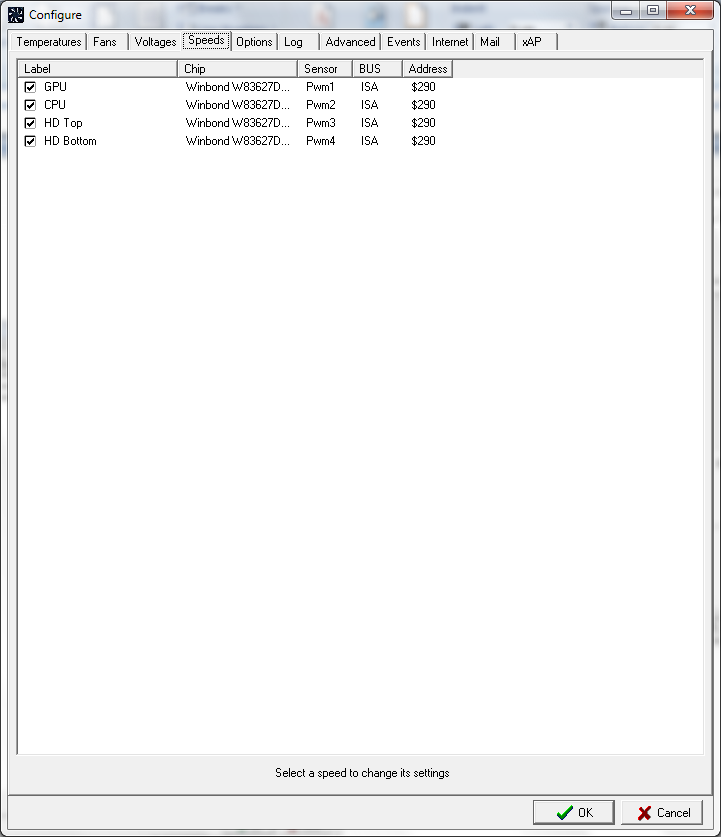 Configure
Temperatures Fans Voltages Speeds Options Log Advanced Events Internet Mail xAP
Label Chip Sensor BUS Address
GPU Winbond W83627D... Pwm1 ISA $290
CPU Winbond W83627D... Pwm2 ISA $290
HD Top Winbond W83627D... Pwm3 ISA $290
HD Bottom Winbond W83627D... Pwm4 ISA $290
Select a speed to change its settings
OK Cancel